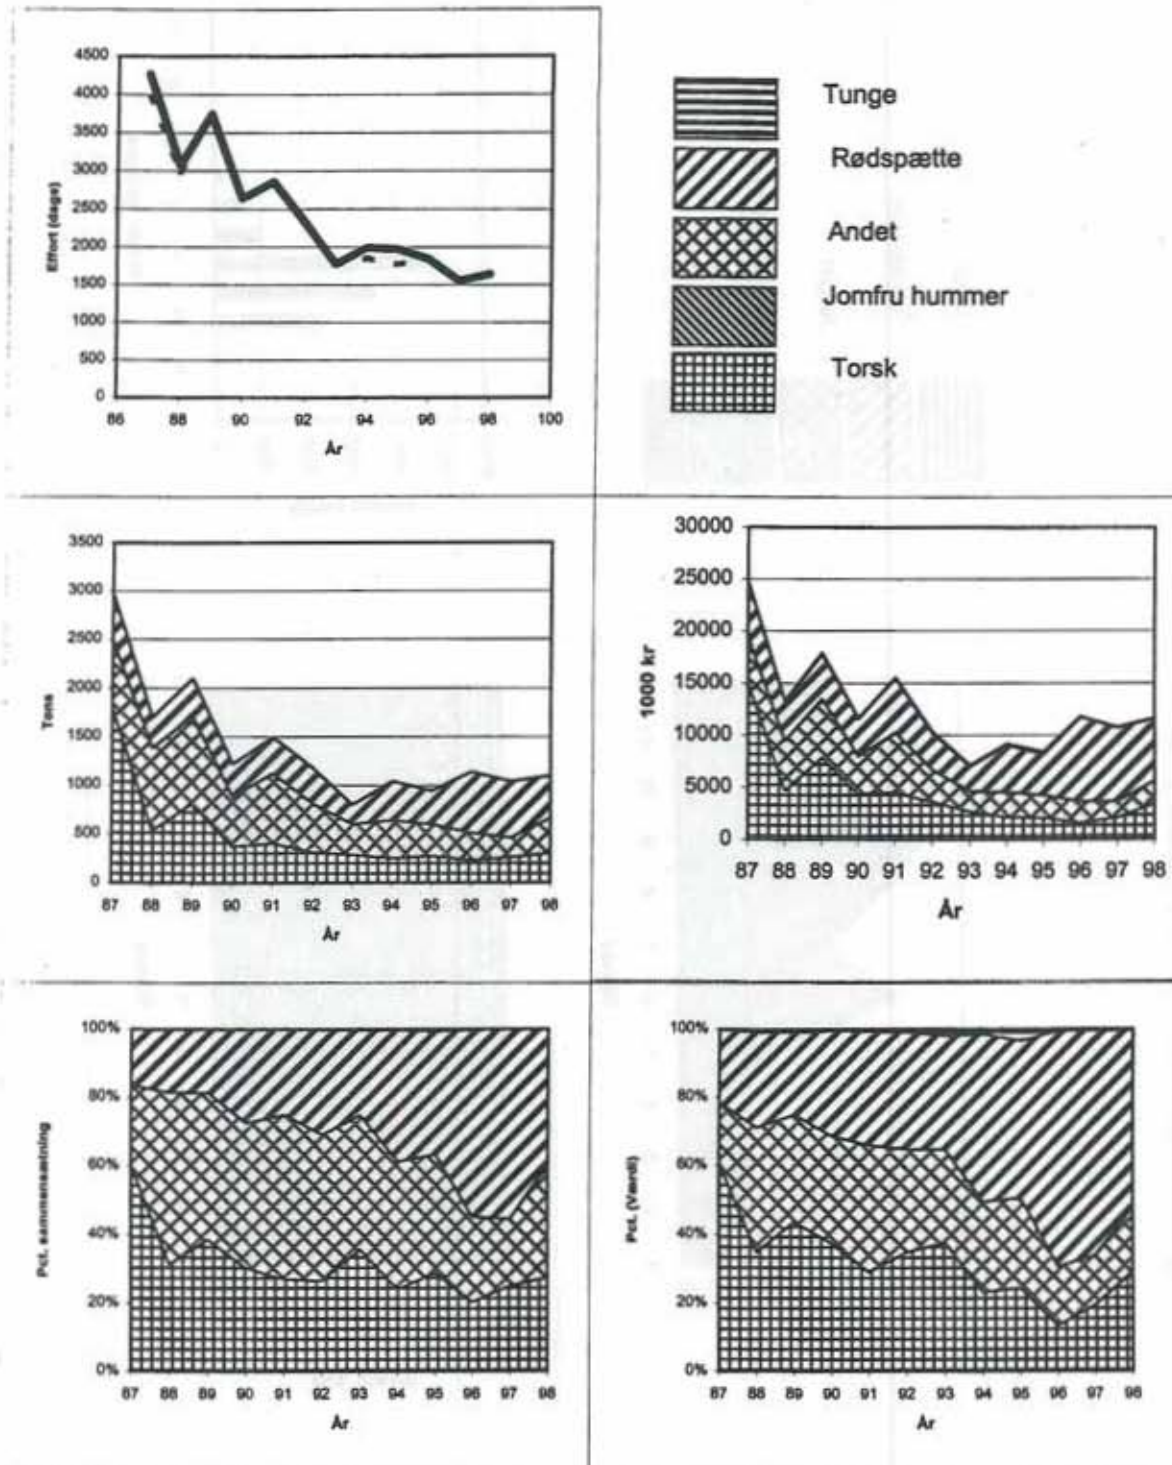 4500
4000
3500
3000
2500
2000
1500
1000
500
0
Effort (dage)
86 88 90 92 94 96 98 100
År
Tunge
Rødspætte
Andet
Jomfru hummer
Torsk
3500
3000
2500
2000
1500
1000
500
0
Tons
87 88 89 90 91 92 93 94 95 96 97 98
År
30000
25000
20000
15000
10000
5000
0
1000 kr
87 88 89 90 91 92 93 94 95 96 97 98
År
100%
80%
60%
40%
20%
0%
Pct. sammensætning
87 88 89 90 91 92 93 94 95 96 97 98
År
100%
80%
60%
40%
20%
0%
Pct. (Værdi)
87 88 89 90 91 92 93 94 95 96 97 98
År